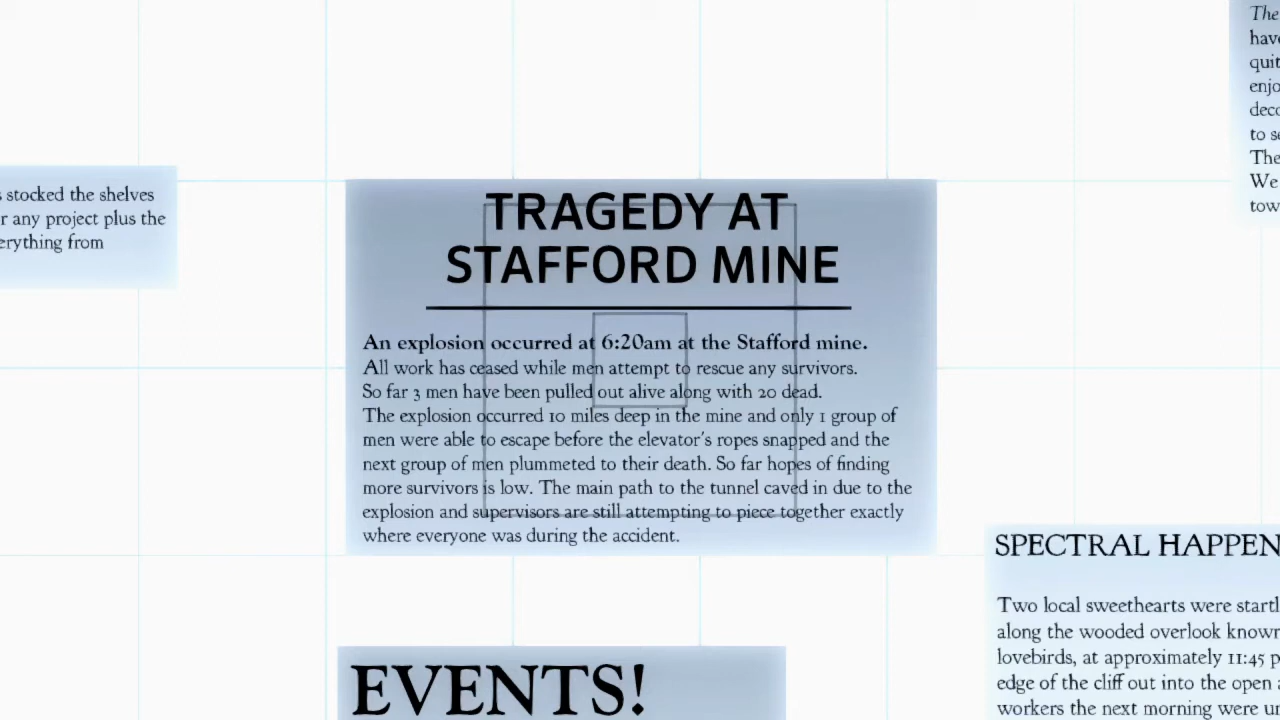 The
have
quit
enjo
deco
to se
The
We
tow
stocked the shelves
r any project plus the
erything from
TRAGEDY AT
STAFFORD MINE
An explosion occurred at 6:20am at the Stafford mine.
All work has ceased while men attempt to rescue any survivors.
So far 3 men have been pulled out alive along with 20 dead.
The explosion occurred 10 miles deep in the mine and only 1 group of
men were able to escape before the elevator's ropes snapped and the
next group of men plummeted to their death. So far hopes of finding
more survivors is low. The main path to the tunnel caved in due to the
explosion and supervisors are still attempting to piece together exactly
where everyone was during the accident.
SPECTRAL HAPPEN
Two local sweethearts were startl
along the wooded overlook known
lovebirds, at approximately 11:45 p
edge of the cliff out into the open a
workers the next morning were un
EVENTS!